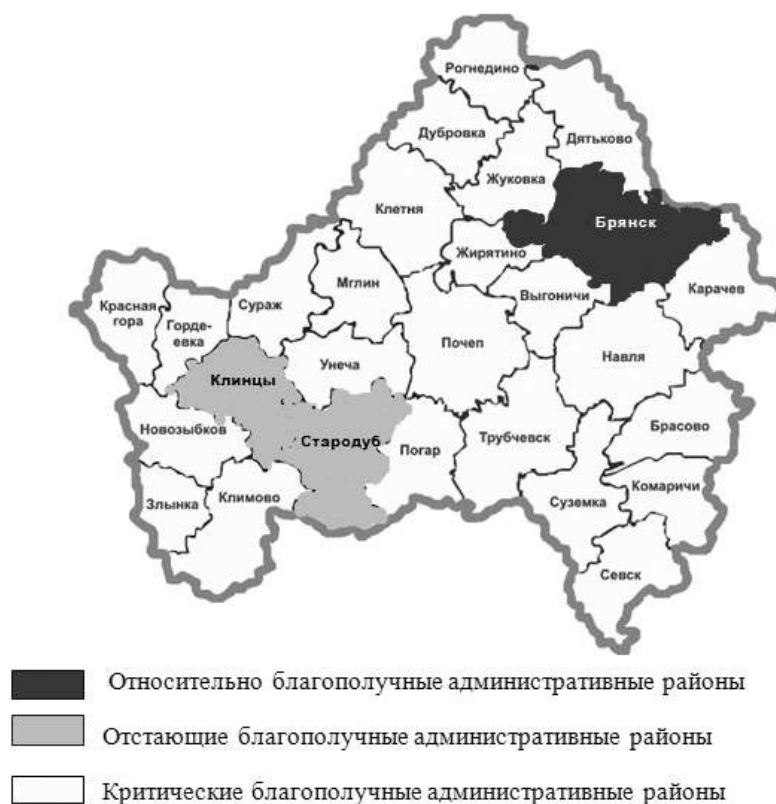 Рогнедино
Дубровка
Дятьково
Жуковка
Клетня
Брянск
Жирятино
Мглин
Выгоничи
Карачев
Красная
гора
Сураж
Горде-
евка
Почеп
Навля
Унеча
Клинцы
Новозыбков
Стародуб
Погар
Трубчевск
Брасово
Злынка
Климово
Суземка
Комаричи
Севск
Относительно благополучные административные районы
Отстающие благополучные административные районы
Критические благополучные административные районы